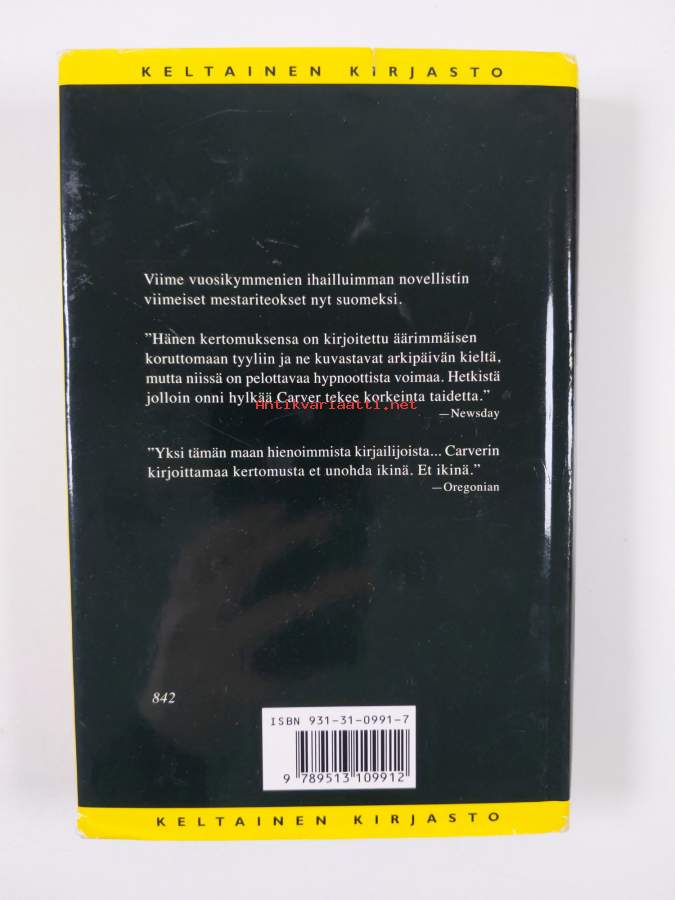 KELTAINEN KIRJASTO
Viime vuosikymmenien ihailluimman novellistin
viimeiset mestariteokset nyt suomeksi.
"Hänen kertomuksensa on kirjoitettu äärimmäisen
koruttomaan tyyliin ja ne kuvastavat arkipäivän kieltä,
mutta niissä on pelottavaa hypnoottista voimaa. Hetkistä
jolloin onni hylkää Carver tekee korkeinta taidetta."
Antikvariaatti.net
—Newsday
"Yksi tämän maan hienoimmista kirjailijoista... Carverin
kirjoittamaa kertomusta et unohda ikinä. Et ikinä."
—Oregonian
842
ISBN 931-31-0991-7
9 789513 109912
KELTAINEN KIRJASTO